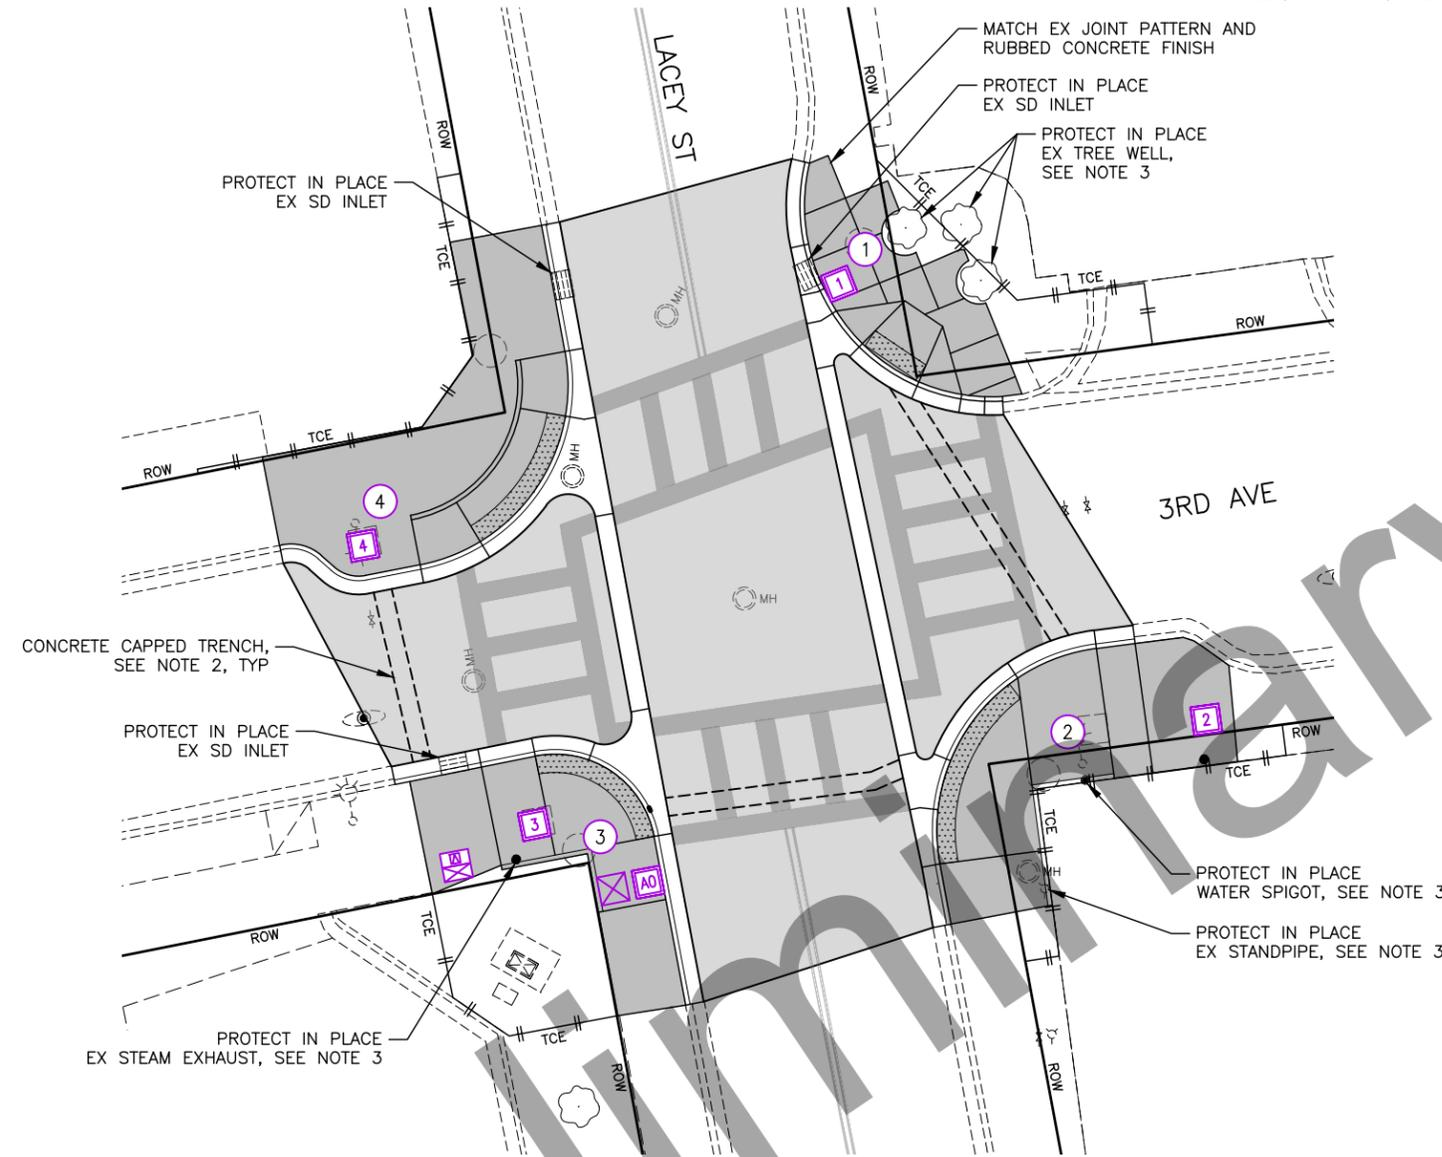 MATCH EX JOINT PATTERN AND
RUBBED CONCRETE FINISH
PROTECT IN PLACE
EX SD INLET
PROTECT IN PLACE
EX TREE WELL,
SEE NOTE 3
LACEY ST
ROW
ROW
PROTECT IN PLACE
EX SD INLET
TCE
TCE
TCE
1
1
MH
ROW
TCE
ROW
MH
4
4
3RD AVE
MH
CONCRETE CAPPED TRENCH,
SEE NOTE 2, TYP
MH
PROTECT IN PLACE
EX SD INLET
2
2
ROW
TCE
3
3
TCE
MH
A0
PROTECT IN PLACE
WATER SPIGOT, SEE NOTE 3
PROTECT IN PLACE
EX STANDPIPE, SEE NOTE 3
TCE
ROW
PROTECT IN PLACE
EX STEAM EXHAUST, SEE NOTE 3
TCE
ROW
ROW
liminary